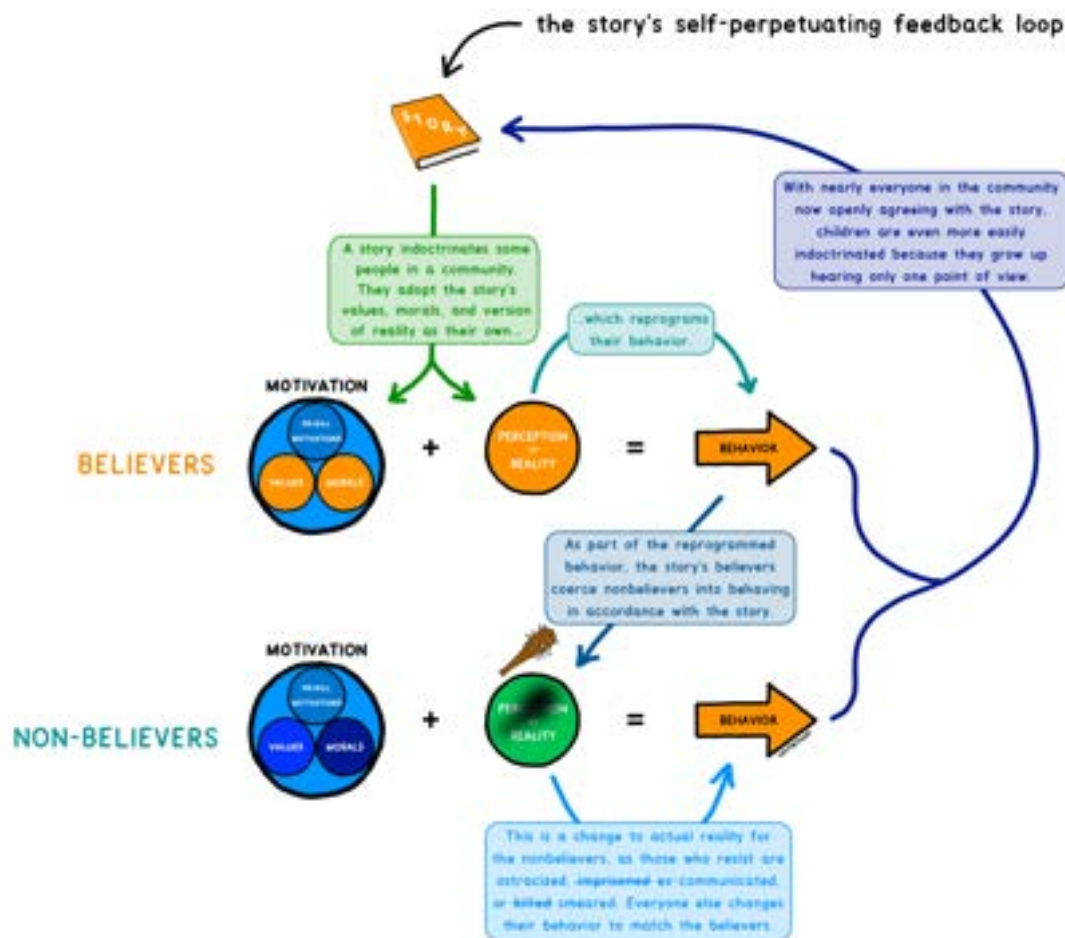 the story's self-perpetuating feedback loop
STORY
With nearly everyone in the community
now openly agreeing with the story,
children are even more easily
indoctrinated because they grow up
hearing only one point of view.
A story indoctrinates some
people in a community.
They adopt the story's
values, morals, and version
of reality as their own...
...which reprograms
their behavior.
MOTIVATION
MOTIVATIONS
VALUES
MORALS
+
PERCEPTION
OF
REALITY
=
BEHAVIOR
BELIEVERS
As part of the reprogrammed
behavior, the story's believers
coerce nonbelievers into behaving
in accordance with the story.
MOTIVATION
MOTIVATIONS
VALUES
MORALS
+
REALITY
=
BEHAVIOR
NON-BELIEVERS
This is a change to actual reality for
the nonbelievers, as those who resist are
ostracized, imprisoned ex-communicated,
or killed smeared. Everyone else changes
their behavior to match the believers.